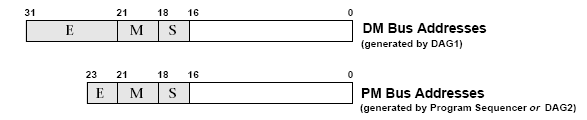 31 21 18 16 0
E M S DM Bus Addresses
(generated by DAG1)
23 21 18 16 0
E M S PM Bus Addresses
(generated by Program Sequencer or DAG2)